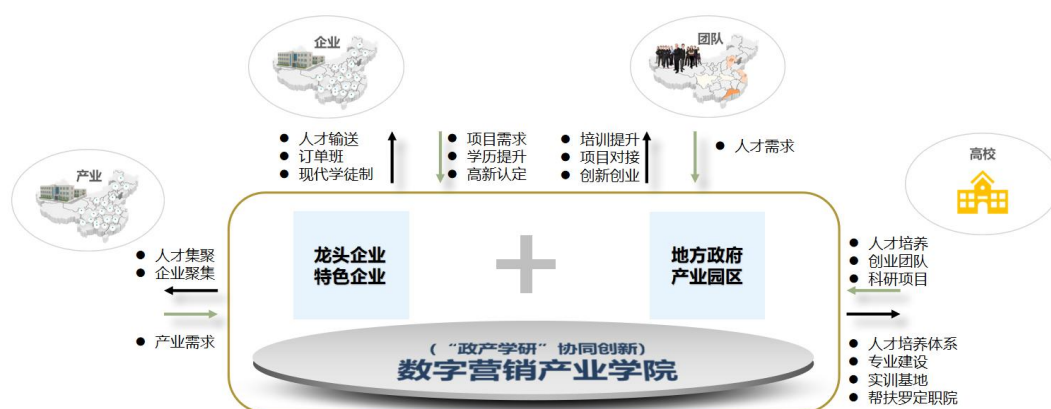 企业
团队
● 人才输送
● 订单班
● 现代学徒制
● 项目需求
● 学历提升
● 高新认定
● 培训提升
● 项目对接
● 创新创业
● 人才需求
高校
产业
● 人才集聚
● 企业聚集
● 产业需求
龙头企业
特色企业
+
地方政府
产业园区
● 人才培养
● 创业团队
● 科研项目
● 人才培养体系
● 专业建设
● 实训基地
● 帮扶罗定职院
(“政产学研”协同创新)
数字营销产业学院